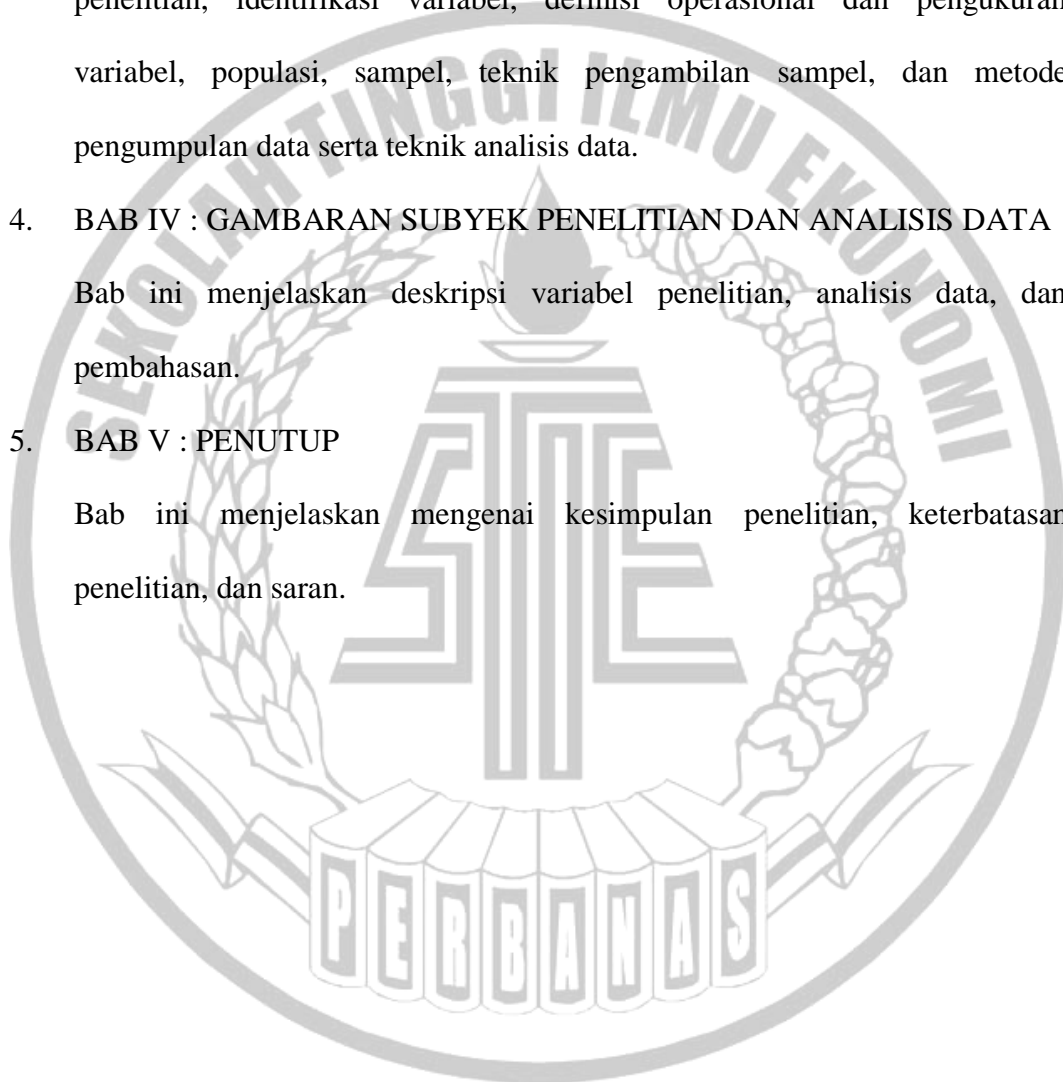 penelitian, identifikasi variabel, definisi operasional dan pengukuran
variabel, populasi, sampel, teknik pengambilan sampel, dan metode
pengumpulan data serta teknik analisis data.
4. BAB IV : GAMBARAN SUBYEK PENELITIAN DAN ANALISIS DATA
Bab ini menjelaskan deskripsi variabel penelitian, analisis data, dan
pembahasan.
5. BAB V : PENUTUP
Bab ini menjelaskan mengenai kesimpulan penelitian, keterbatasan
penelitian, dan saran.
SEKOLAH TINGGI ILMU EKONOMI
STIE
PERBANAS